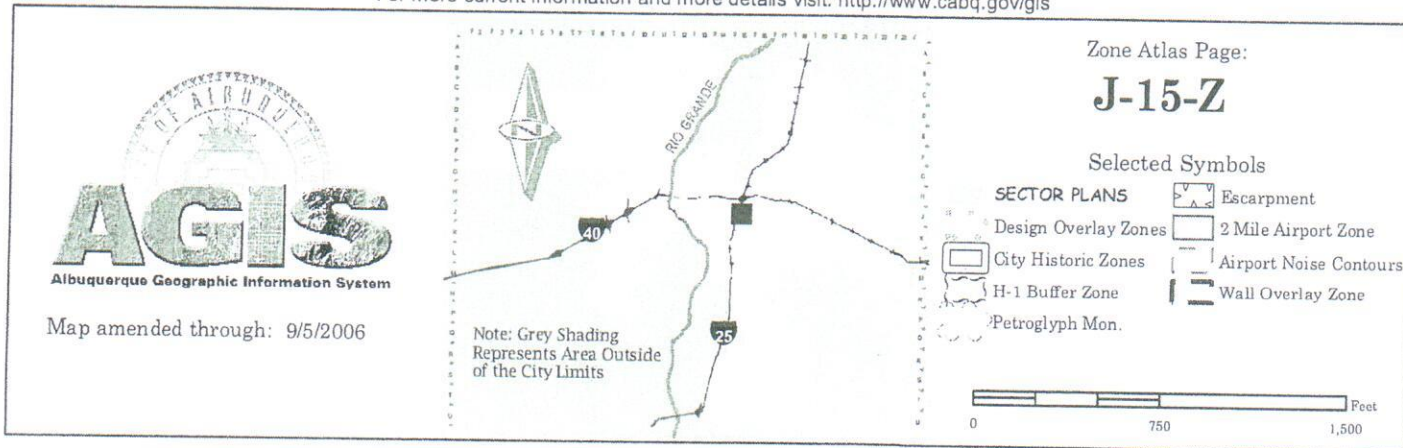 For more current information and more details visit: http://www.cabq.gov/gis
CITY OF ALBUQUERQUE
AGIS
Albuquerque Geographic Information System
Map amended through: 9/5/2006
RIO GRANDE
N
40
25
Note: Grey Shading
Represents Area Outside
of the City Limits
Zone Atlas Page:
J-15-Z
Selected Symbols
SECTOR PLANS
Escarpment
Design Overlay Zones
2 Mile Airport Zone
City Historic Zones
Airport Noise Contours
H-1 Buffer Zone
Wall Overlay Zone
Petroglyph Mon.
Feet
0
750
1,500